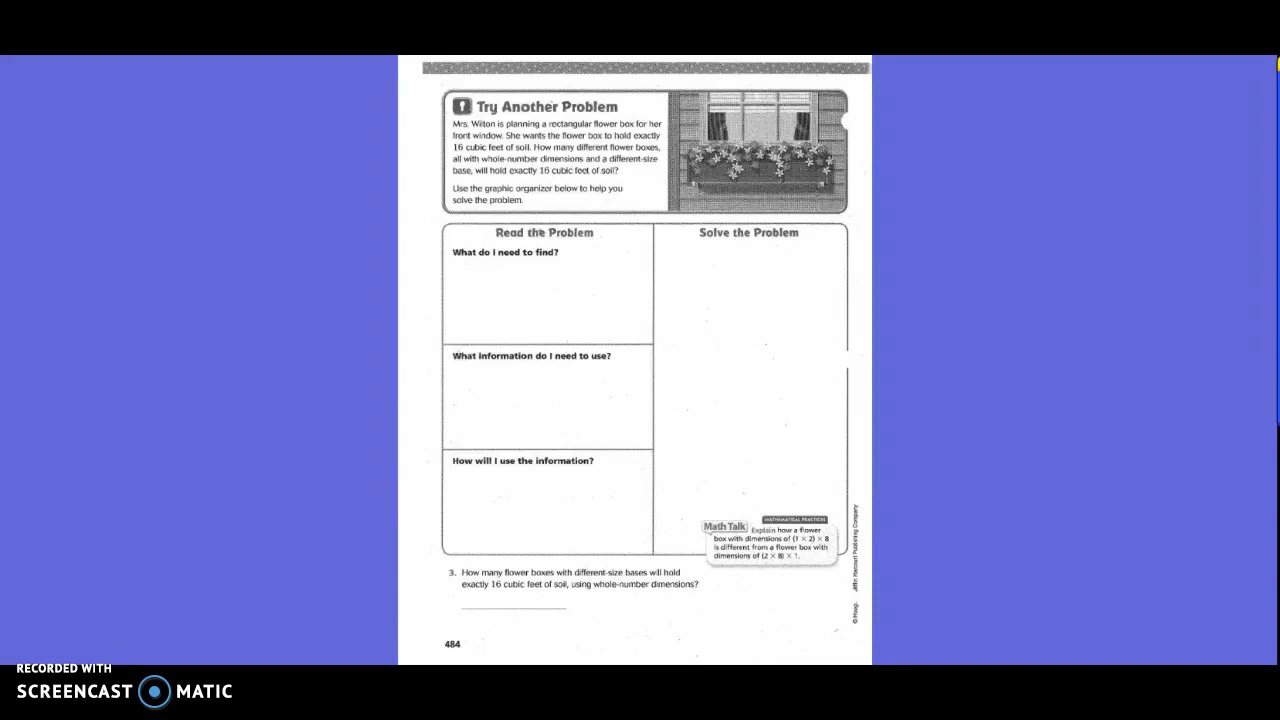 Try Another Problem
Mrs. Wilton is planning a rectangular flower box for her
front window. She wants the flower box to hold exactly
16 cubic feet of soil. How many different flower boxes,
all with whole-number dimensions and a different-size
base, will hold exactly 16 cubic feet of soil?
Use the graphic organizer below to help you
solve the problem.
Read the Problem
Solve the Problem
What do I need to find?
What information do I need to use?
How will I use the information?
MATHEMATICAL PRACTICES
Math Talk Explain how a flower
box with dimensions of (1 × 2) × 8
is different from a flower box with
dimensions of (2 × 8) × 1.
3. How many flower boxes with different-size bases will hold
exactly 16 cubic feet of soil, using whole-number dimensions?
484
Harcourt Publishing Company
RECORDED WITH
SCREENCAST MATIC